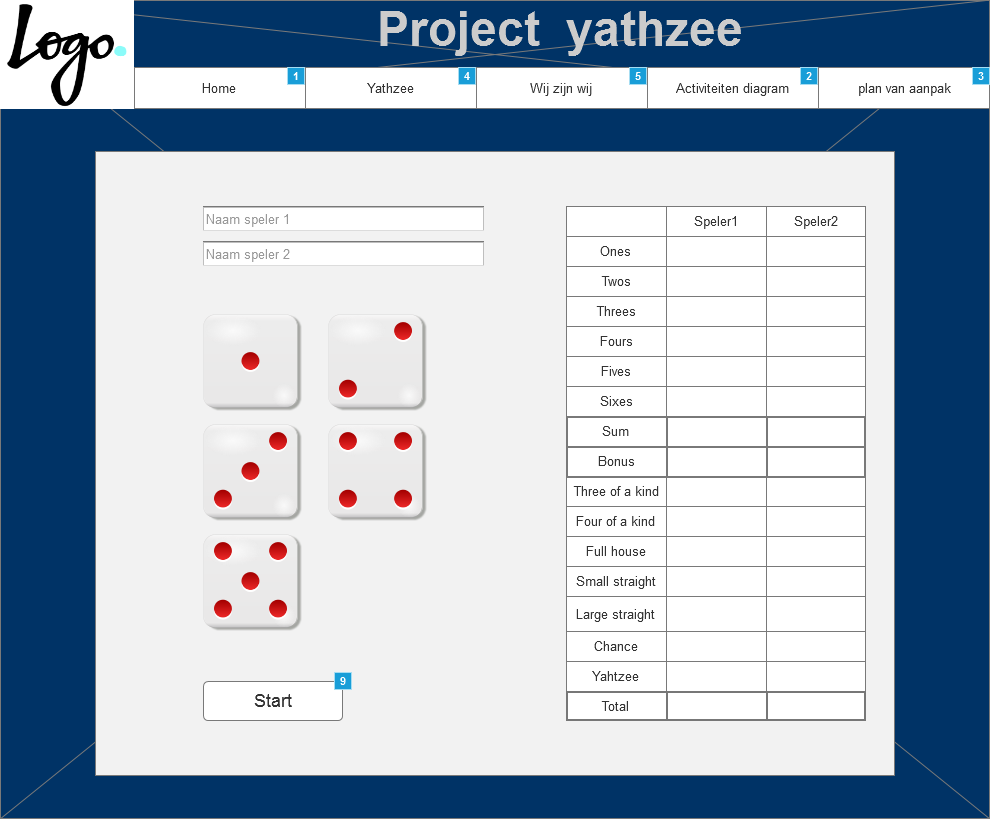 Logo.
Project yathzee
1
4
5
2
3
Home
Yathzee
Wij zijn wij
Activiteiten diagram
plan van aanpak
Naam speler 1
Naam speler 2
Speler1
Speler2
Ones
Twos
Threes
Fours
Fives
Sixes
Sum
Bonus
Three of a kind
Four of a kind
Full house
Small straight
Large straight
Chance
Yahtzee
Total
9
Start